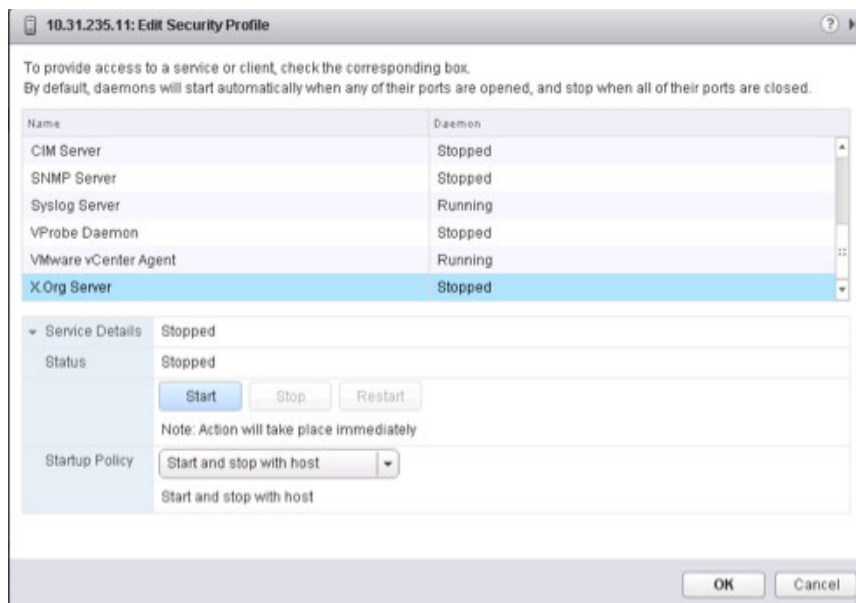 10.31.235.11: Edit Security Profile ?
To provide access to a service or client, check the corresponding box.
By default, daemons will start automatically when any of their ports are opened, and stop when all of their ports are closed.
Name Daemon
CIM Server Stopped
SNMP Server Stopped
Syslog Server Running
VProbe Daemon Stopped
VMware vCenter Agent Running
X.Org Server Stopped
Service Details Stopped
Status Stopped
Start Stop Restart
Note: Action will take place immediately
Startup Policy Start and stop with host
Start and stop with host
OK Cancel